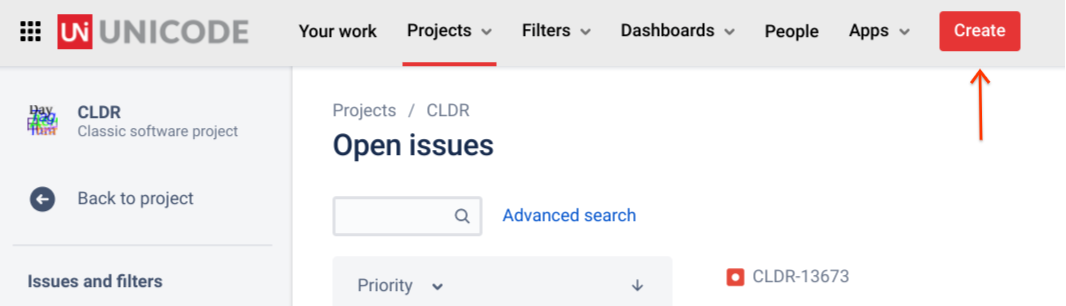 UNi UNICODE Your work Projects Filters Dashboards People Apps Create
CLDR
Classic software project
Projects / CLDR
Open issues
Back to project
Advanced search
Issues and filters
Priority
CLDR-13673